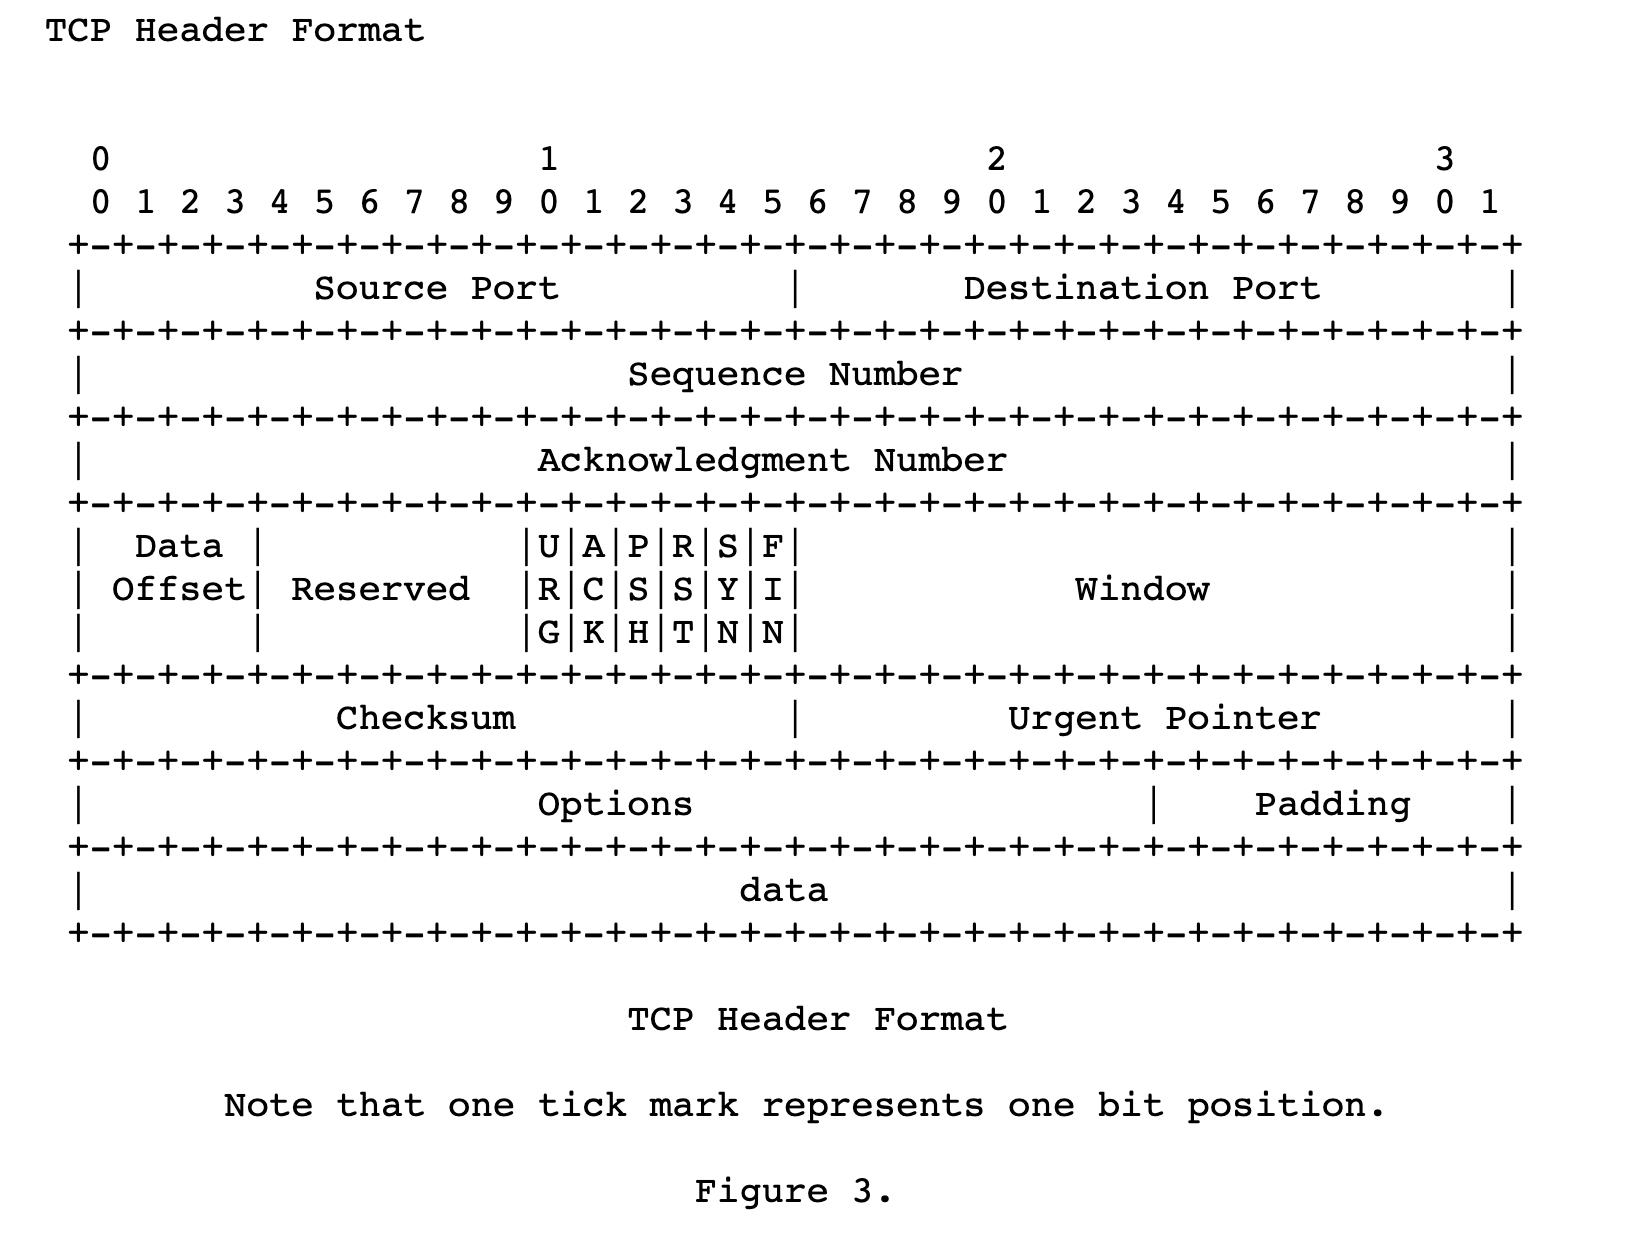 TCP Header Format
 0                   1                   2                   3
 0 1 2 3 4 5 6 7 8 9 0 1 2 3 4 5 6 7 8 9 0 1 2 3 4 5 6 7 8 9 0 1
+-+-+-+-+-+-+-+-+-+-+-+-+-+-+-+-+-+-+-+-+-+-+-+-+-+-+-+-+-+-+-+-+
|          Source Port          |       Destination Port        |
+-+-+-+-+-+-+-+-+-+-+-+-+-+-+-+-+-+-+-+-+-+-+-+-+-+-+-+-+-+-+-+-+
|                        Sequence Number                        |
+-+-+-+-+-+-+-+-+-+-+-+-+-+-+-+-+-+-+-+-+-+-+-+-+-+-+-+-+-+-+-+-+
|                    Acknowledgment Number                      |
+-+-+-+-+-+-+-+-+-+-+-+-+-+-+-+-+-+-+-+-+-+-+-+-+-+-+-+-+-+-+-+-+
|  Data |           |U|A|P|R|S|F|                               |
| Offset| Reserved  |R|C|S|S|Y|I|            Window             |
|       |           |G|K|H|T|N|N|                               |
+-+-+-+-+-+-+-+-+-+-+-+-+-+-+-+-+-+-+-+-+-+-+-+-+-+-+-+-+-+-+-+-+
|           Checksum            |         Urgent Pointer        |
+-+-+-+-+-+-+-+-+-+-+-+-+-+-+-+-+-+-+-+-+-+-+-+-+-+-+-+-+-+-+-+-+
|                    Options                    |    Padding    |
+-+-+-+-+-+-+-+-+-+-+-+-+-+-+-+-+-+-+-+-+-+-+-+-+-+-+-+-+-+-+-+-+
|                             data                              |
+-+-+-+-+-+-+-+-+-+-+-+-+-+-+-+-+-+-+-+-+-+-+-+-+-+-+-+-+-+-+-+-+
TCP Header Format
Note that one tick mark represents one bit position.
Figure 3.